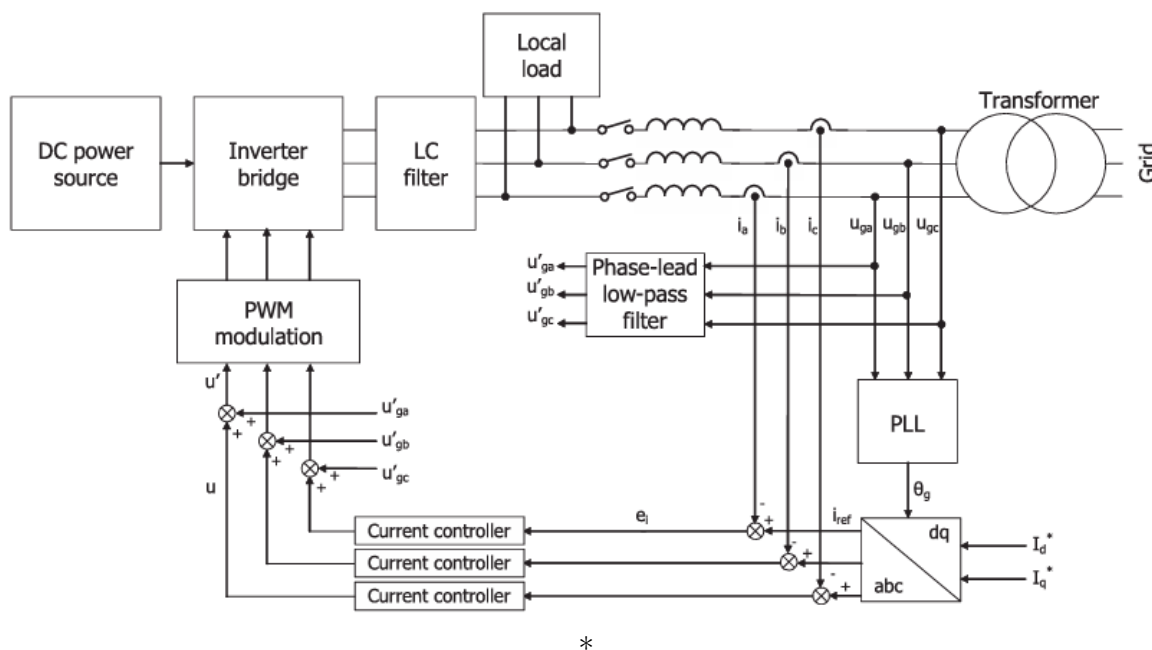 Local
load
Transformer
DC power
source
Inverter
bridge
LC
filter
Grid
i_a
i_b
i_c
u_ga
u_gb
u_gc
u'_ga
u'_gb
u'_gc
Phase-lead
low-pass
filter
PWM
modulation
u'
+
+
u'_ga
+
+
u'_gb
+
+
u'_gc
u
PLL
θ_g
Current controller
e_i
-
+
i_ref
dq
abc
I_d*
I_q*
Current controller
-
+
Current controller
-
+
*